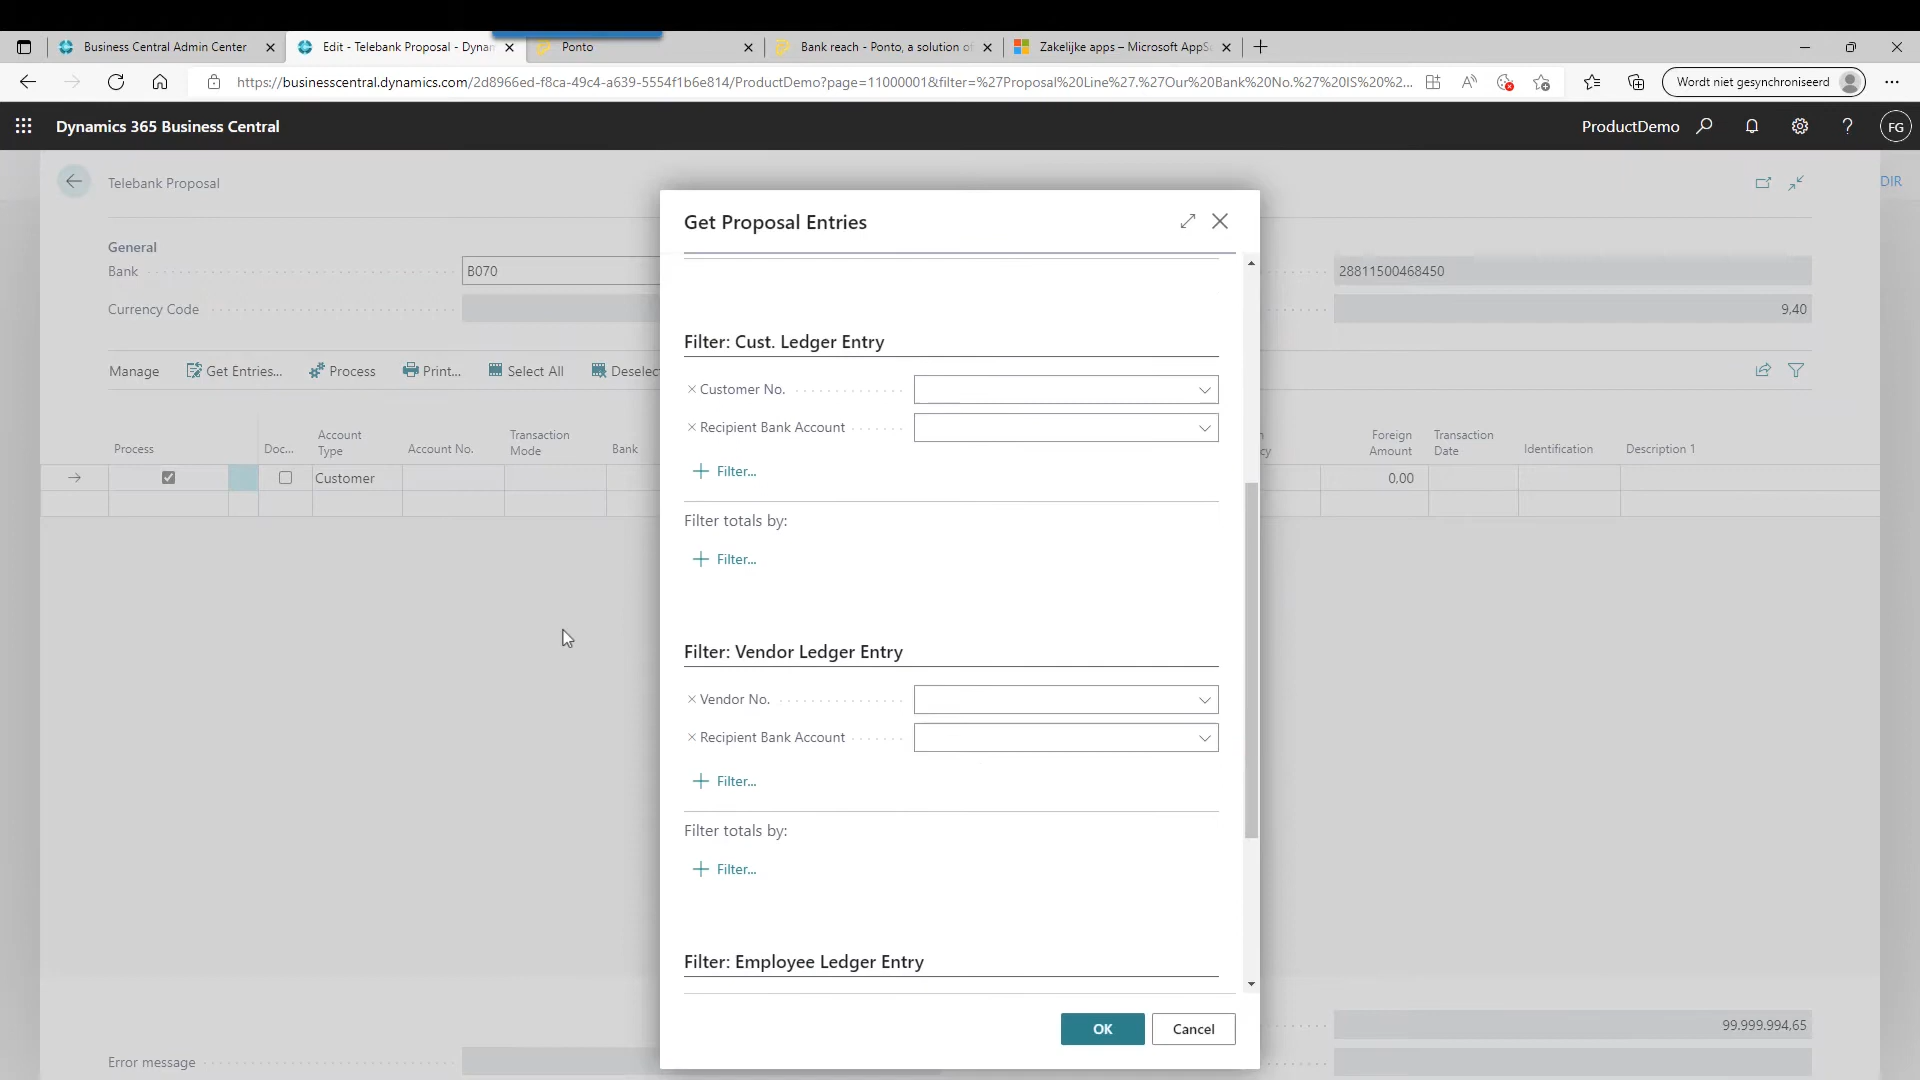 Business Central Admin Center
Edit - Telebank Proposal - Dynan
Ponto
Bank reach - Ponto, a solution of
Zakelijke apps – Microsoft AppS
https://businesscentral.dynamics.com/2d8966ed-f8ca-49c4-a639-5554f1b6e814/ProductDemo?page=11000001&filter=%27Proposal%20Line%27.%27Our%20Bank%20No.%27%20IS%20%2...
Wordt niet gesynchroniseerd
Dynamics 365 Business Central
ProductDemo
FG
Telebank Proposal
DIR
Get Proposal Entries
General
Bank
B070
28811500468450
Currency Code
9,40
Filter: Cust. Ledger Entry
Manage
Get Entries...
Process
Print...
Select All
Deselec
Customer No.
Recipient Bank Account
Process
Doc...
Account
Type
Account No.
Transaction
Mode
Bank
Foreign
Amount
Transaction
Date
Identification
Description 1
Filter...
Customer
0,00
Filter totals by:
Filter...
Filter: Vendor Ledger Entry
Vendor No.
Recipient Bank Account
Filter...
Filter totals by:
Filter...
Filter: Employee Ledger Entry
OK
Cancel
99.999.994,65
Error message